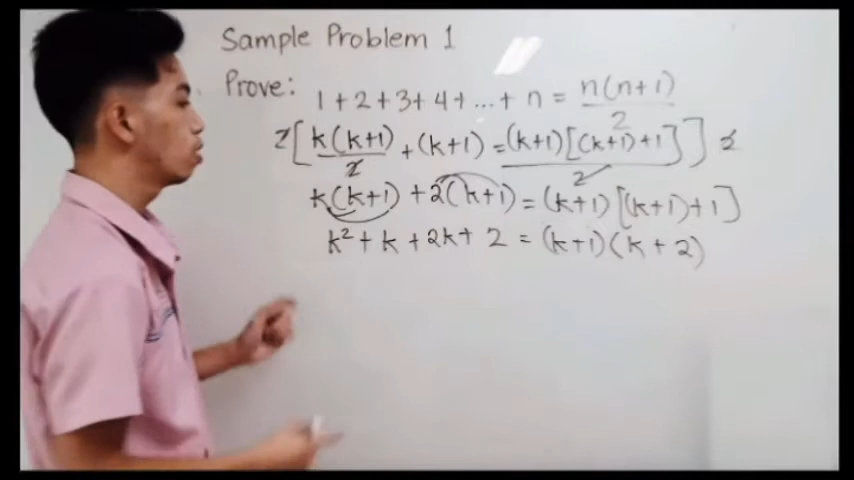 Sample Problem 1
Prove:
1 + 2 + 3 + 4 + ... + n = n(n+1)/2
2[k(k+1)/2 + (k+1) = (k+1)[(k+1)+1]/2] 2
k(k+1) + 2(k+1) = (k+1)[(k+1)+1]
k² + k + 2k + 2 = (k+1)(k + 2)